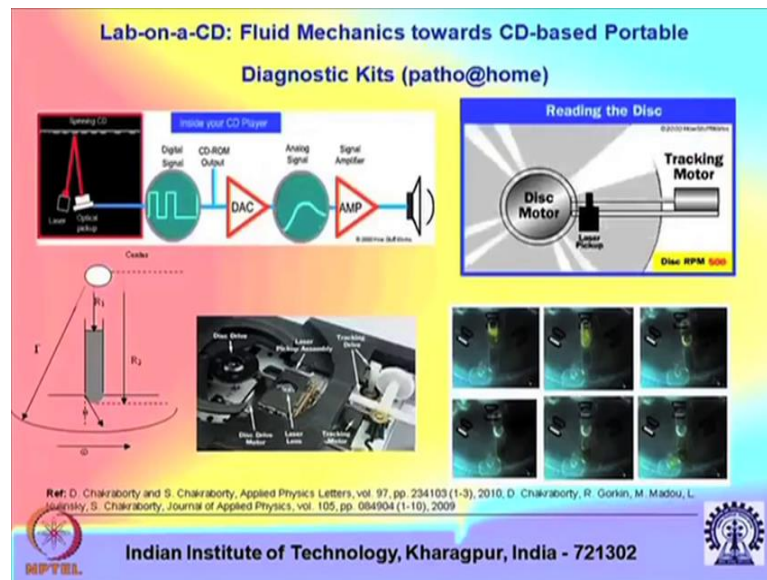 Lab-on-a-CD: Fluid Mechanics towards CD-based Portable
Diagnostic Kits (patho@home)
Spinning CD
Laser
Optical
pickup
Inside your CD Player
Digital
Signal
CD-ROM
Output
DAC
Analog
Signal
Signal
Amplifier
AMP
Reading the Disc
Disc
Motor
Laser
Pickup
Tracking
Motor
Disc RPM 500
Center
R1
R2
r
Disc Drive
Laser
Pickup Assembly
Tracking
Drive
Disc Drive
Motor
Laser
Lens
Tracking
Motor
Ref: D. Chakraborty and S. Chakraborty, Applied Physics Letters, vol. 97, pp. 234103 (1-3), 2010, D. Chakraborty, R. Gorkin, M. Madou, L.
Kulinsky, S. Chakraborty, Journal of Applied Physics, vol. 105, pp. 084904 (1-10), 2009
NPTEL
Indian Institute of Technology, Kharagpur, India - 721302